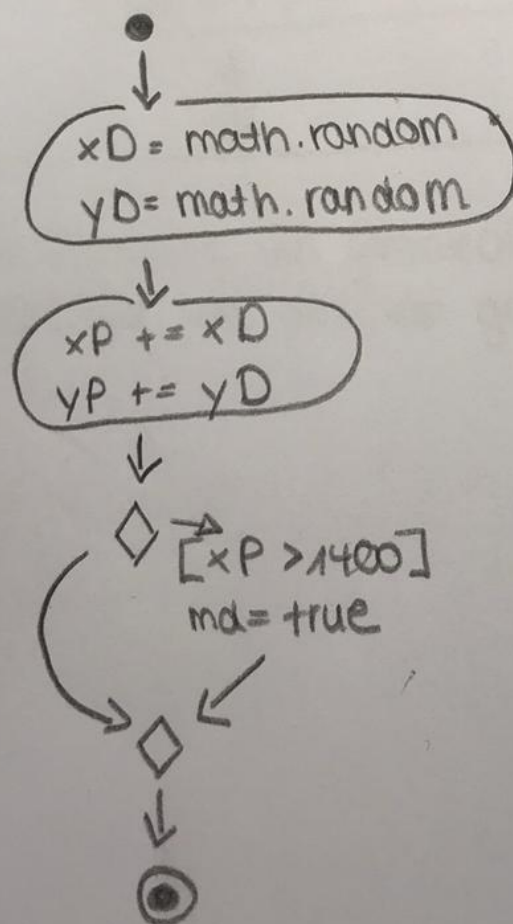 xD = math.random
yD = math.random
xP += xD
yP += yD
[xP >1400]
md = true